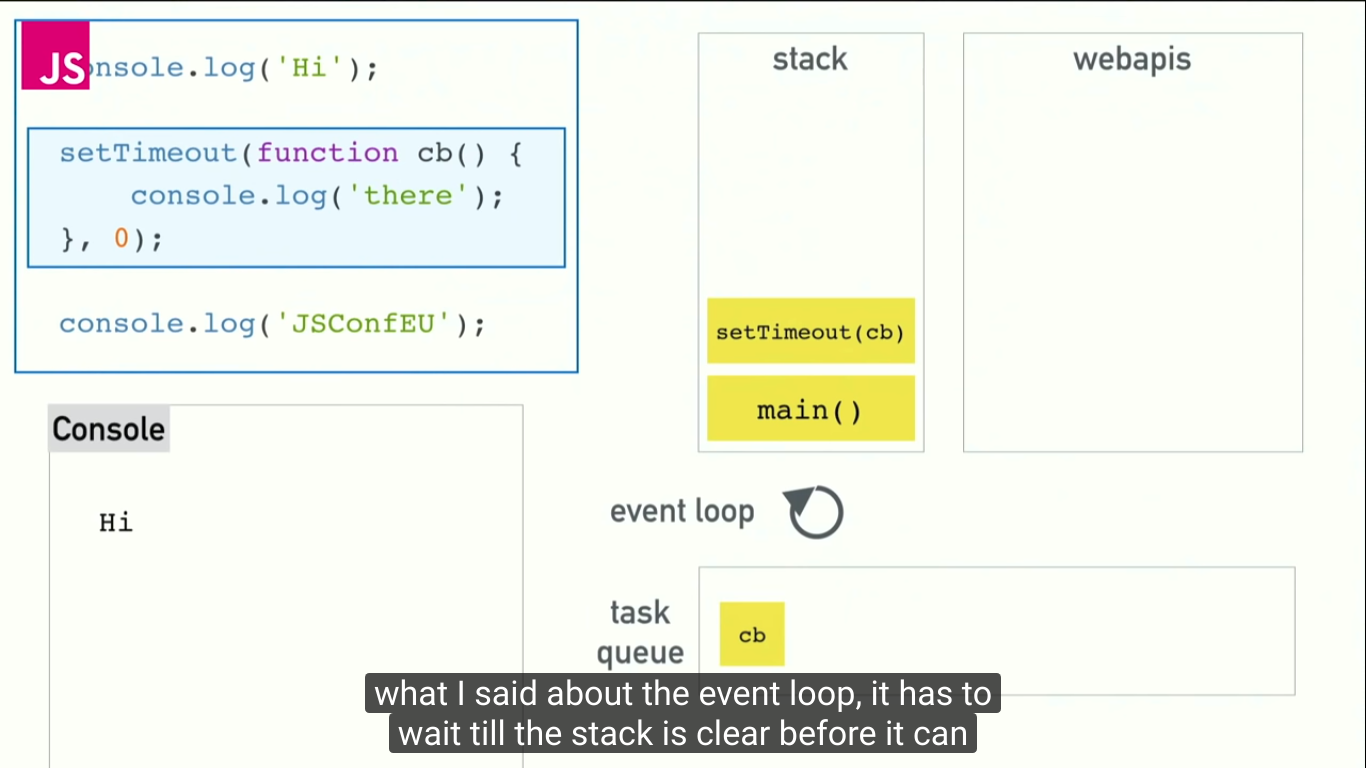 JS
onsole.log('Hi');
setTimeout(function cb() {
console.log('there');
}, 0);
console.log('JSConfEU');
Console
Hi
stack
setTimeout(cb)
main()
webapis
event loop
task
queue
cb
what I said about the event loop, it has to
wait till the stack is clear before it can